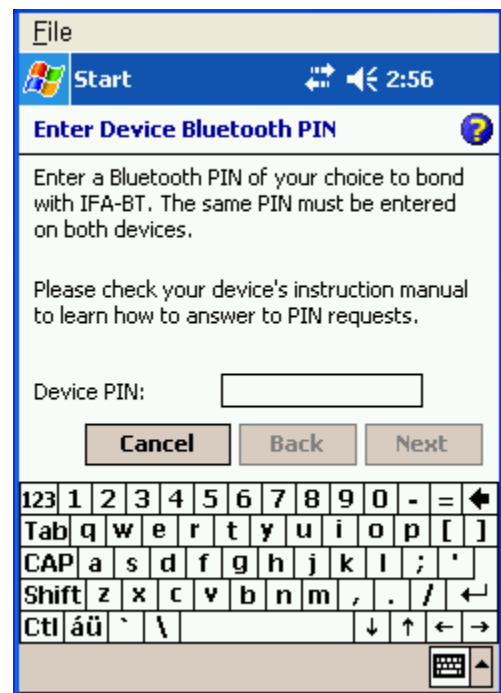 File
Start 2:56
Enter Device Bluetooth PIN ?
Enter a Bluetooth PIN of your choice to bond
with IFA-BT. The same PIN must be entered
on both devices.
Please check your device's instruction manual
to learn how to answer to PIN requests.
Device PIN:
Cancel Back Next
123 1 2 3 4 5 6 7 8 9 0 - =
Tab q w e r t y u i o p [ ]
CAP a s d f g h j k l ; '
Shift z x c v b n m , . /
Ctl áü ` \ ↓ ↑ ← →